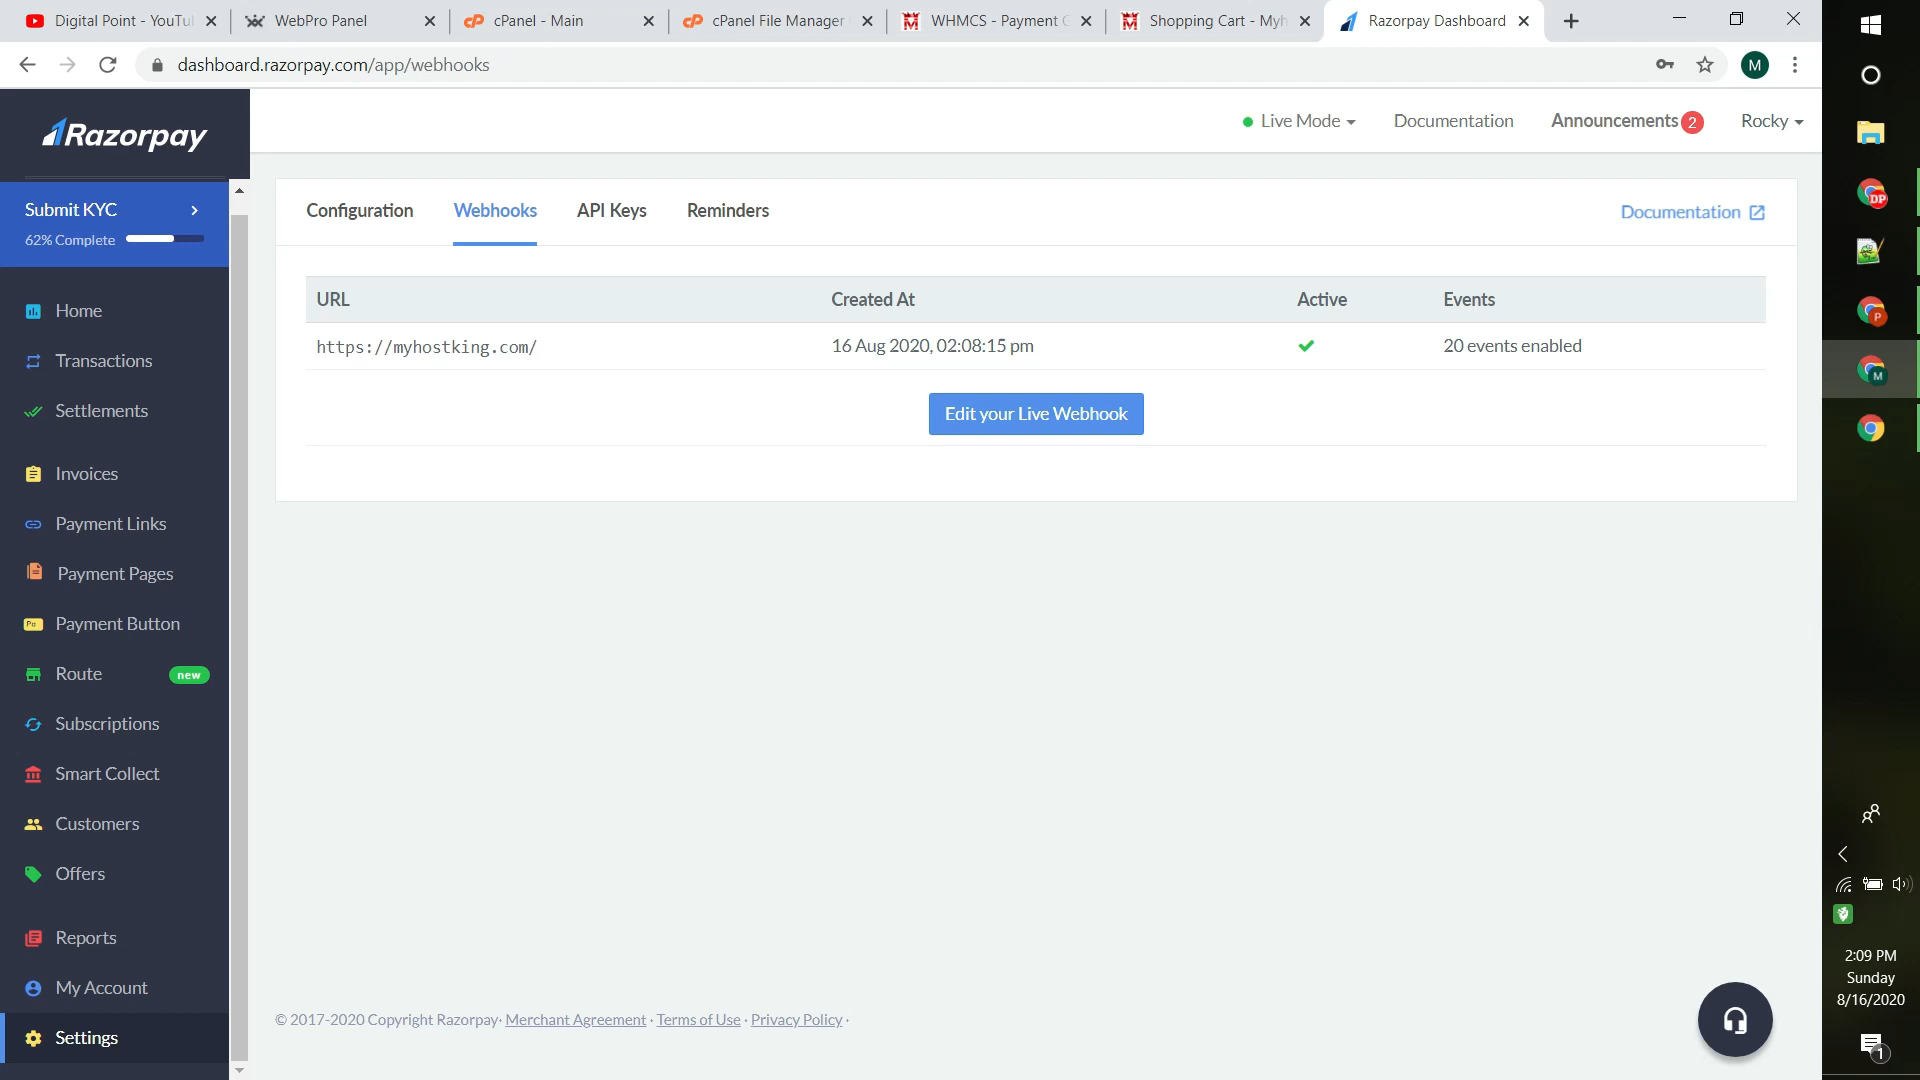 Digital Point - YouTu
WebPro Panel
cPanel - Main
cPanel File Manager
WHMCS - Payment
Shopping Cart - Myh
Razorpay Dashboard
dashboard.razorpay.com/app/webhooks
M
Razorpay
Live Mode
Documentation
Announcements 2
Rocky
Submit KYC
62% Complete
Home
Transactions
Settlements
Invoices
Payment Links
Payment Pages
Payment Button
Route new
Subscriptions
Smart Collect
Customers
Offers
Reports
My Account
Settings
Configuration Webhooks API Keys Reminders
Documentation
URL Created At Active Events
https://myhostking.com/ 16 Aug 2020, 02:08:15 pm 20 events enabled
Edit your Live Webhook
© 2017-2020 Copyright Razorpay· Merchant Agreement · Terms of Use · Privacy Policy ·
DP
P
M
2:09 PM
Sunday
8/16/2020
1